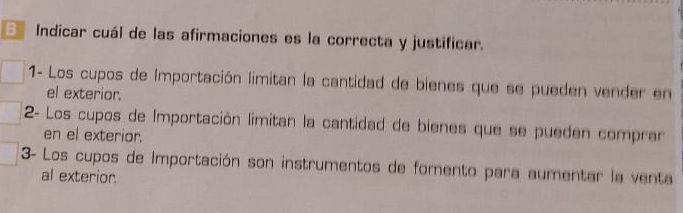 B Indicar cuál de las afirmaciones es la correcta y justificar.
1- Los cupos de Importación limitan la cantidad de bienes que se pueden vender en
el exterior.
2- Los cupos de Importación limitan la cantidad de bienes que se pueden comprar
en el exterior.
3- Los cupos de Importación son instrumentos de fomento para aumentar la venta
al exterior.